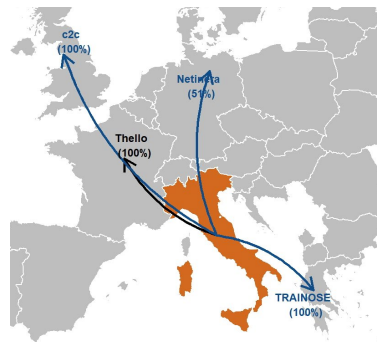 c2c
(100%)
Netinera
(51%)
Thello
(100%)
TRAINOSE
(100%)